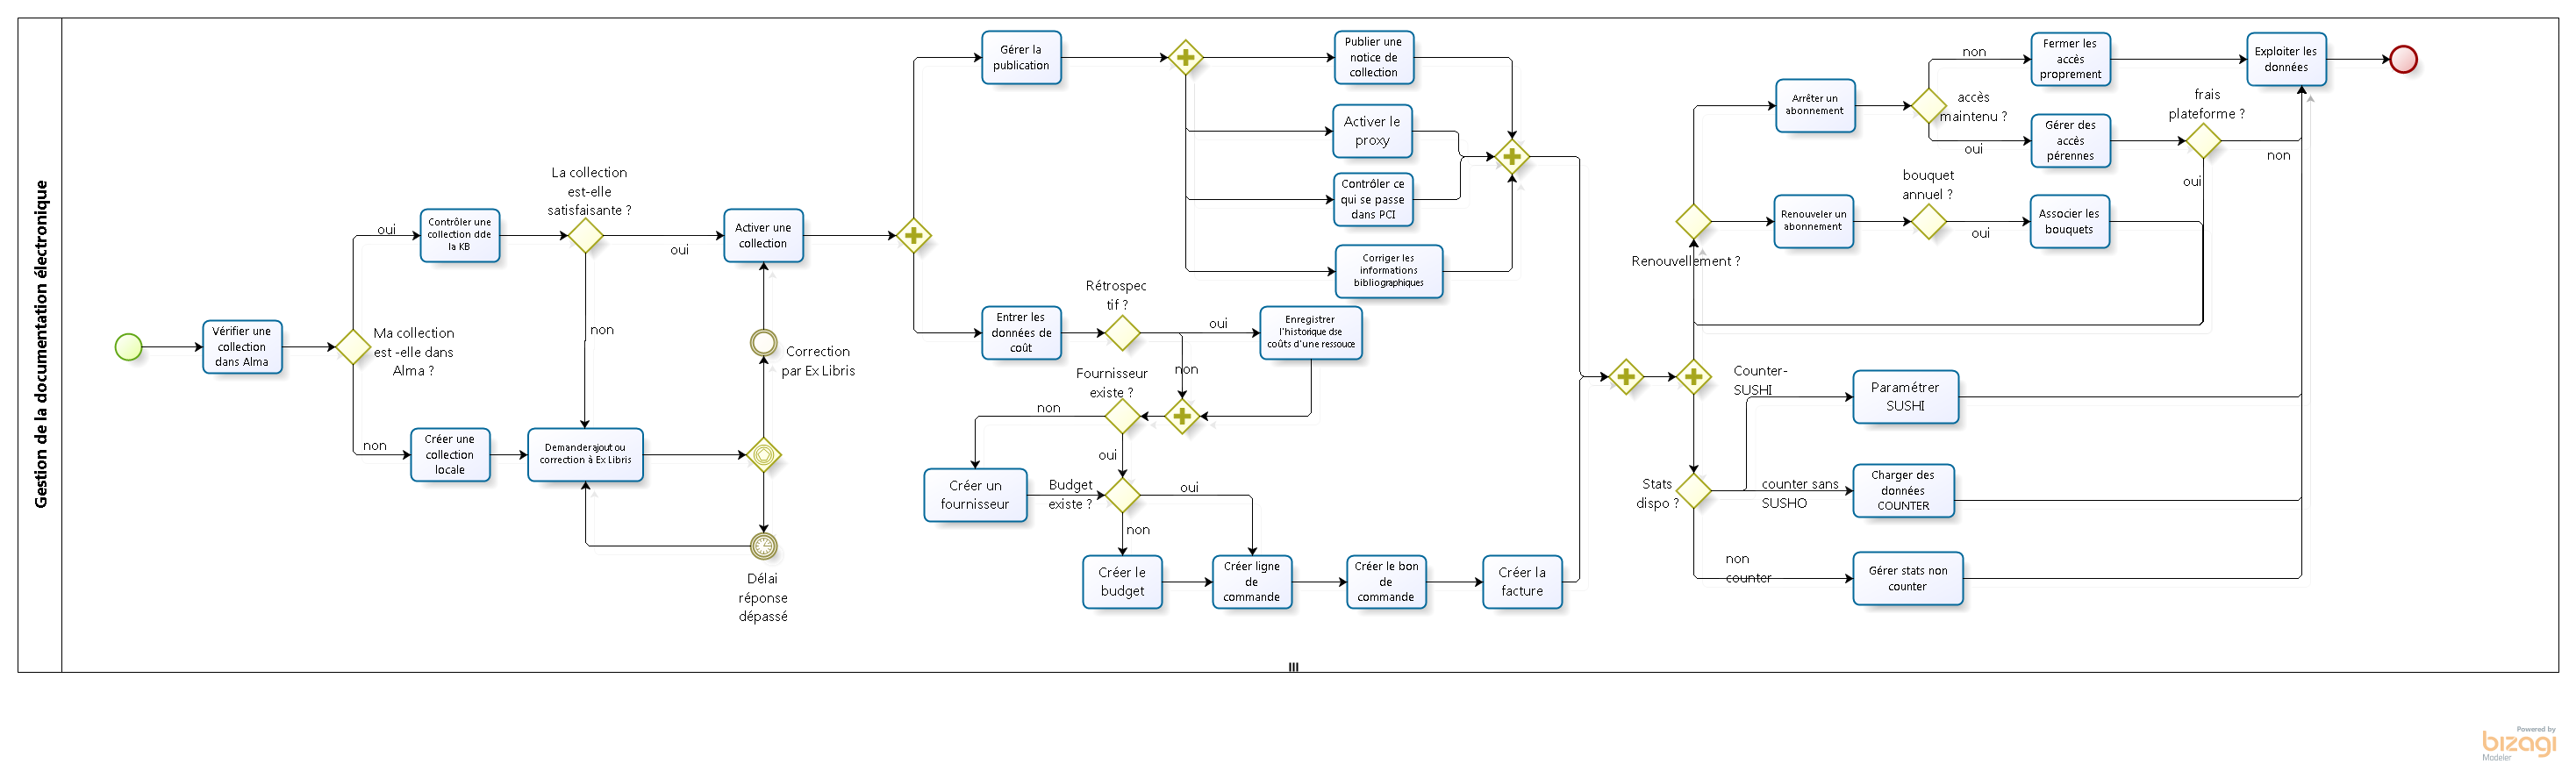 Gestion de la documentation électronique
Vérifier une
collection
dans Alma
Ma collection
est -elle dans
Alma ?
oui
non
Contrôler une
collection dde
la KB
Créer une
collection
locale
La collection
est-elle
satisfaisante ?
oui
non
Demander ajout ou
correction à Ex Libris
Activer une
collection
Correction
par Ex Libris
Délai
réponse
dépassé
Gérer la
publication
Publier une
notice de
collection
Activer le
proxy
Contrôler ce
qui se passe
dans PCI
Corriger les
informations
bibliographiques
Entrer les
données de
coût
Rétrospec
tif ?
oui
non
Enregistrer
l'historique dse
coûts d'une ressouce
Fournisseur
existe ?
non
oui
Créer un
fournisseur
Budget
existe ?
oui
non
Créer le
budget
Créer ligne
de
commande
Créer le bon
de
commande
Créer la
facture
Renouvellement ?
Arrêter un
abonnement
accès
maintenu ?
non
oui
Fermer les
accès
proprement
Gérer des
accès
pérennes
frais
plateforme ?
non
oui
Exploiter les
données
Renouveler un
abonnement
bouquet
annuel ?
oui
Associer les
bouquets
Stats
dispo ?
Counter-
SUSHI
Paramétrer
SUSHI
counter sans
SUSHO
Charger des
données
COUNTER
non
counter
Gérer stats non
counter
Powered by
bizagi
Modeler